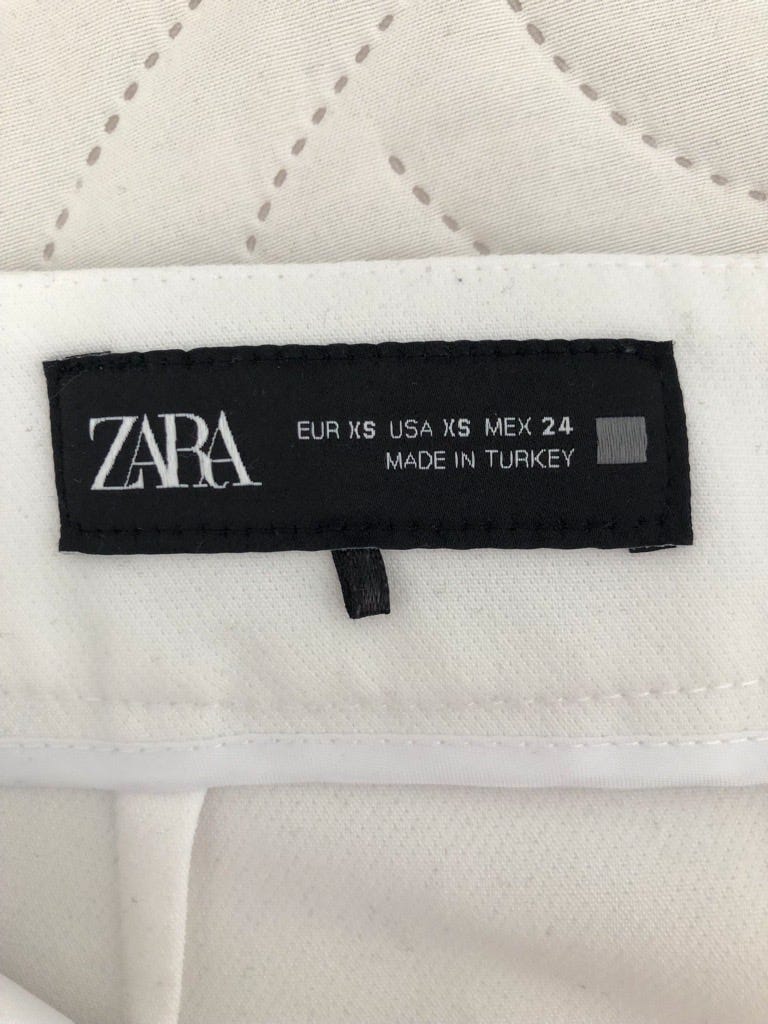 ZARA
EUR XS USA XS MEX 24
MADE IN TURKEY